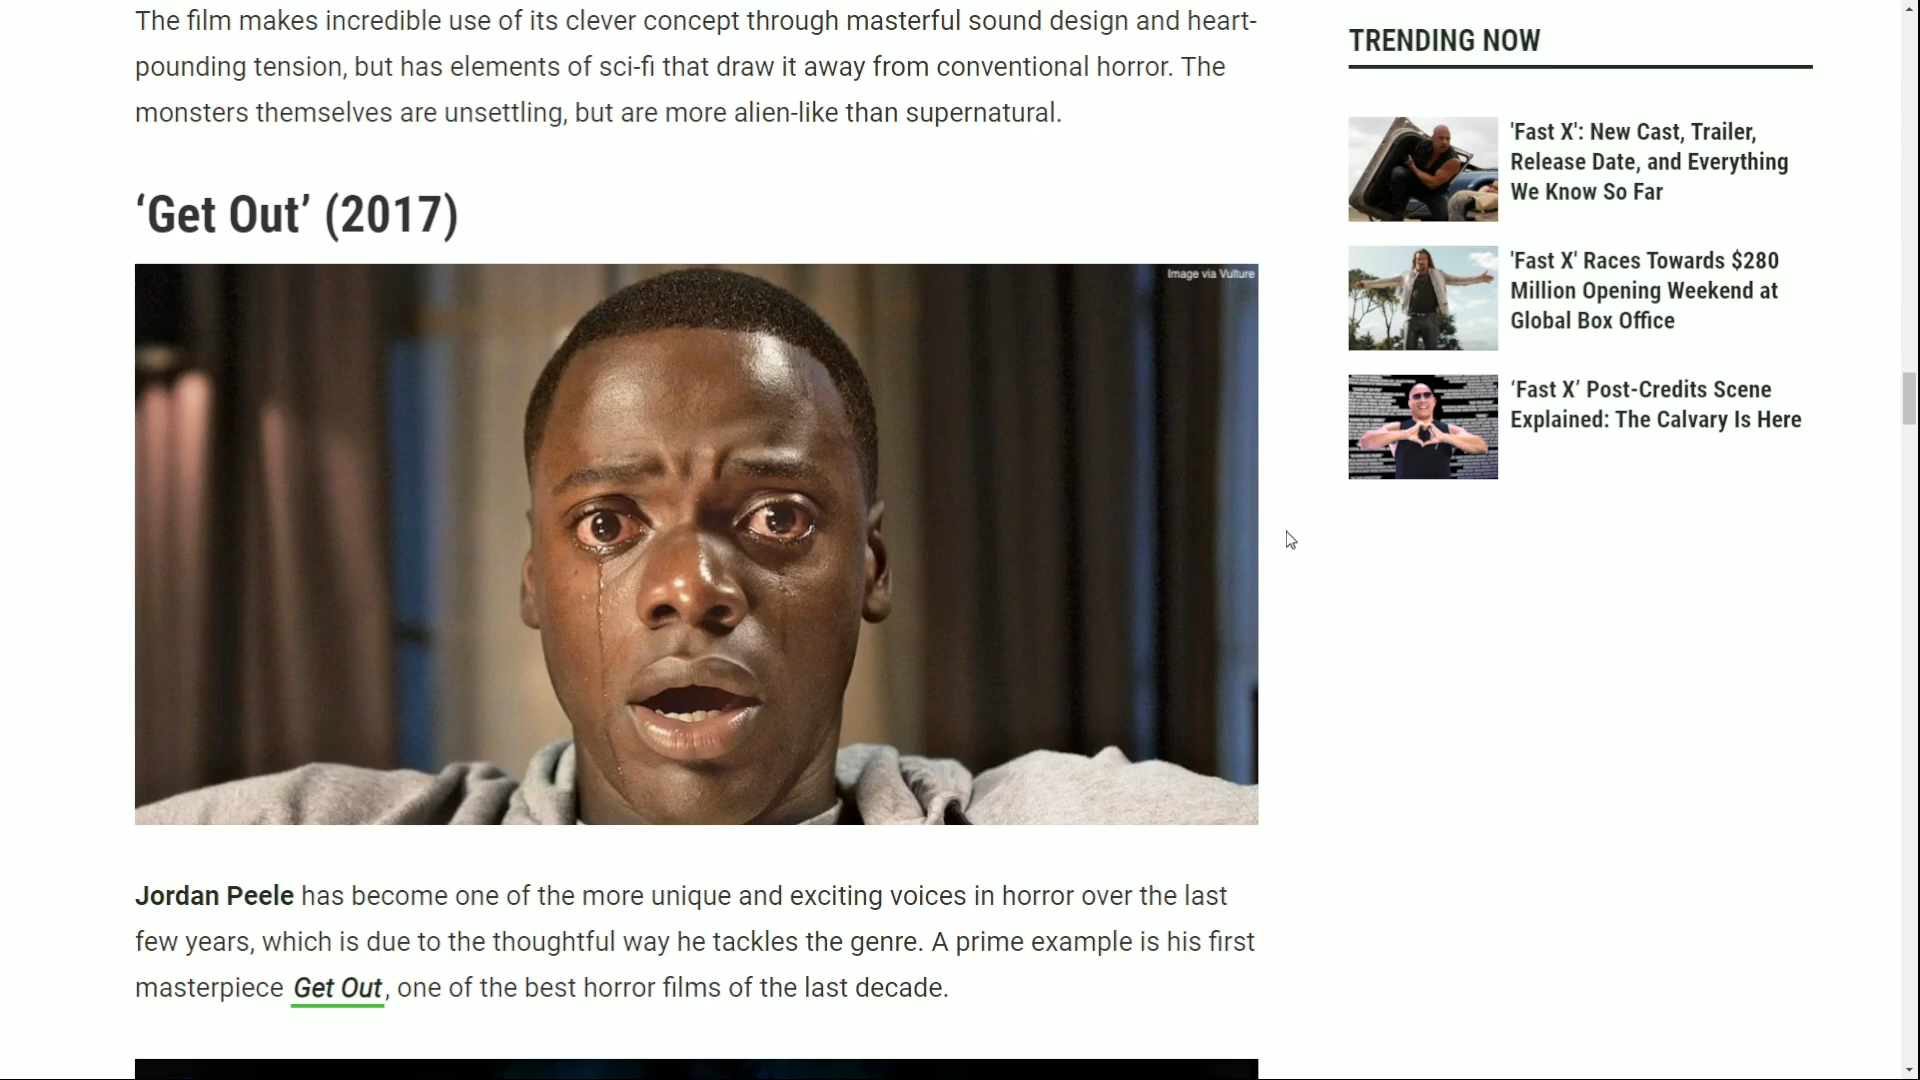 The film makes incredible use of its clever concept through masterful sound design and heart-
pounding tension, but has elements of sci-fi that draw it away from conventional horror. The
monsters themselves are unsettling, but are more alien-like than supernatural.
‘Get Out’ (2017)
Image via Vulture
Jordan Peele has become one of the more unique and exciting voices in horror over the last
few years, which is due to the thoughtful way he tackles the genre. A prime example is his first
masterpiece Get Out, one of the best horror films of the last decade.
TRENDING NOW
'Fast X': New Cast, Trailer,
Release Date, and Everything
We Know So Far
'Fast X' Races Towards $280
Million Opening Weekend at
Global Box Office
‘Fast X’ Post-Credits Scene
Explained: The Calvary Is Here